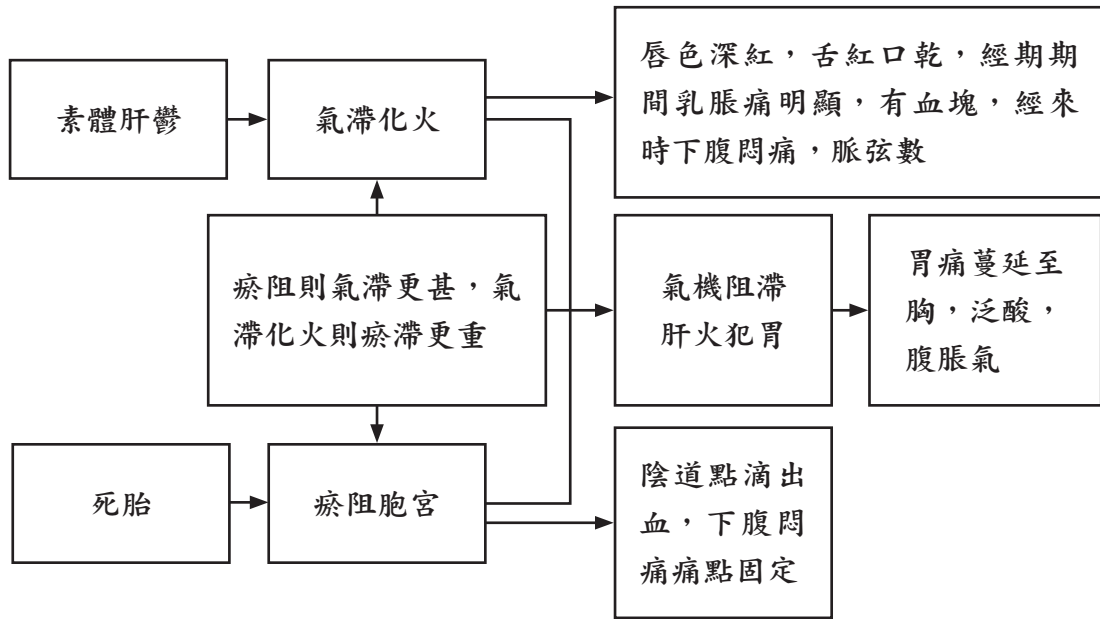 素體肝鬱
氣滯化火
唇色深紅，舌紅口乾，經期期
間乳脹痛明顯，有血塊，經來
時下腹悶痛，脈弦數
瘀阻則氣滯更甚，氣
滯化火則瘀滯更重
氣機阻滯
肝火犯胃
胃痛蔓延至
胸，泛酸，
腹脹氣
死胎
瘀阻胞宮
陰道點滴出
血，下腹悶
痛痛點固定